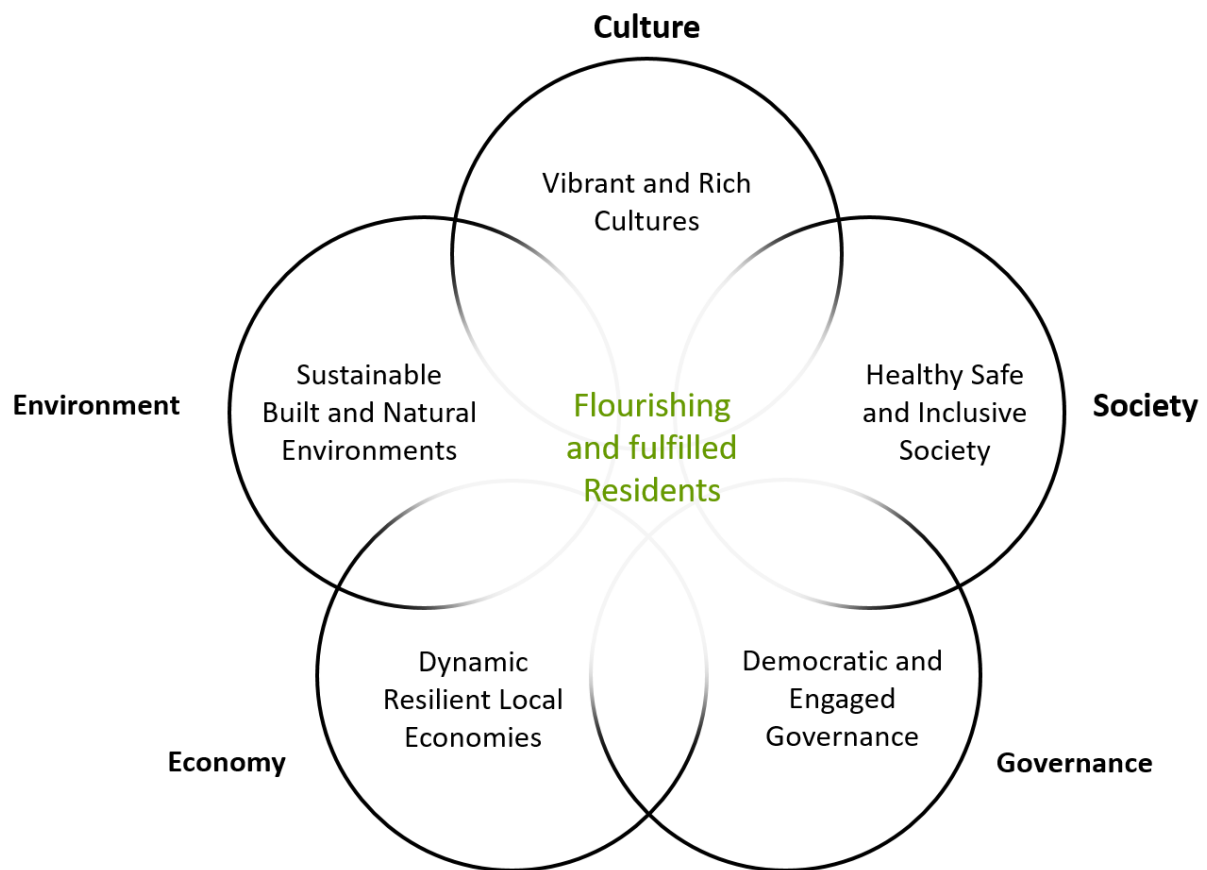 Culture
Vibrant and Rich
Cultures
Environment
Sustainable
Built and Natural
Environments
Flourishing
and fulfilled
Residents
Healthy Safe
and Inclusive
Society
Society
Dynamic
Resilient Local
Economies
Democratic and
Engaged
Governance
Economy
Governance